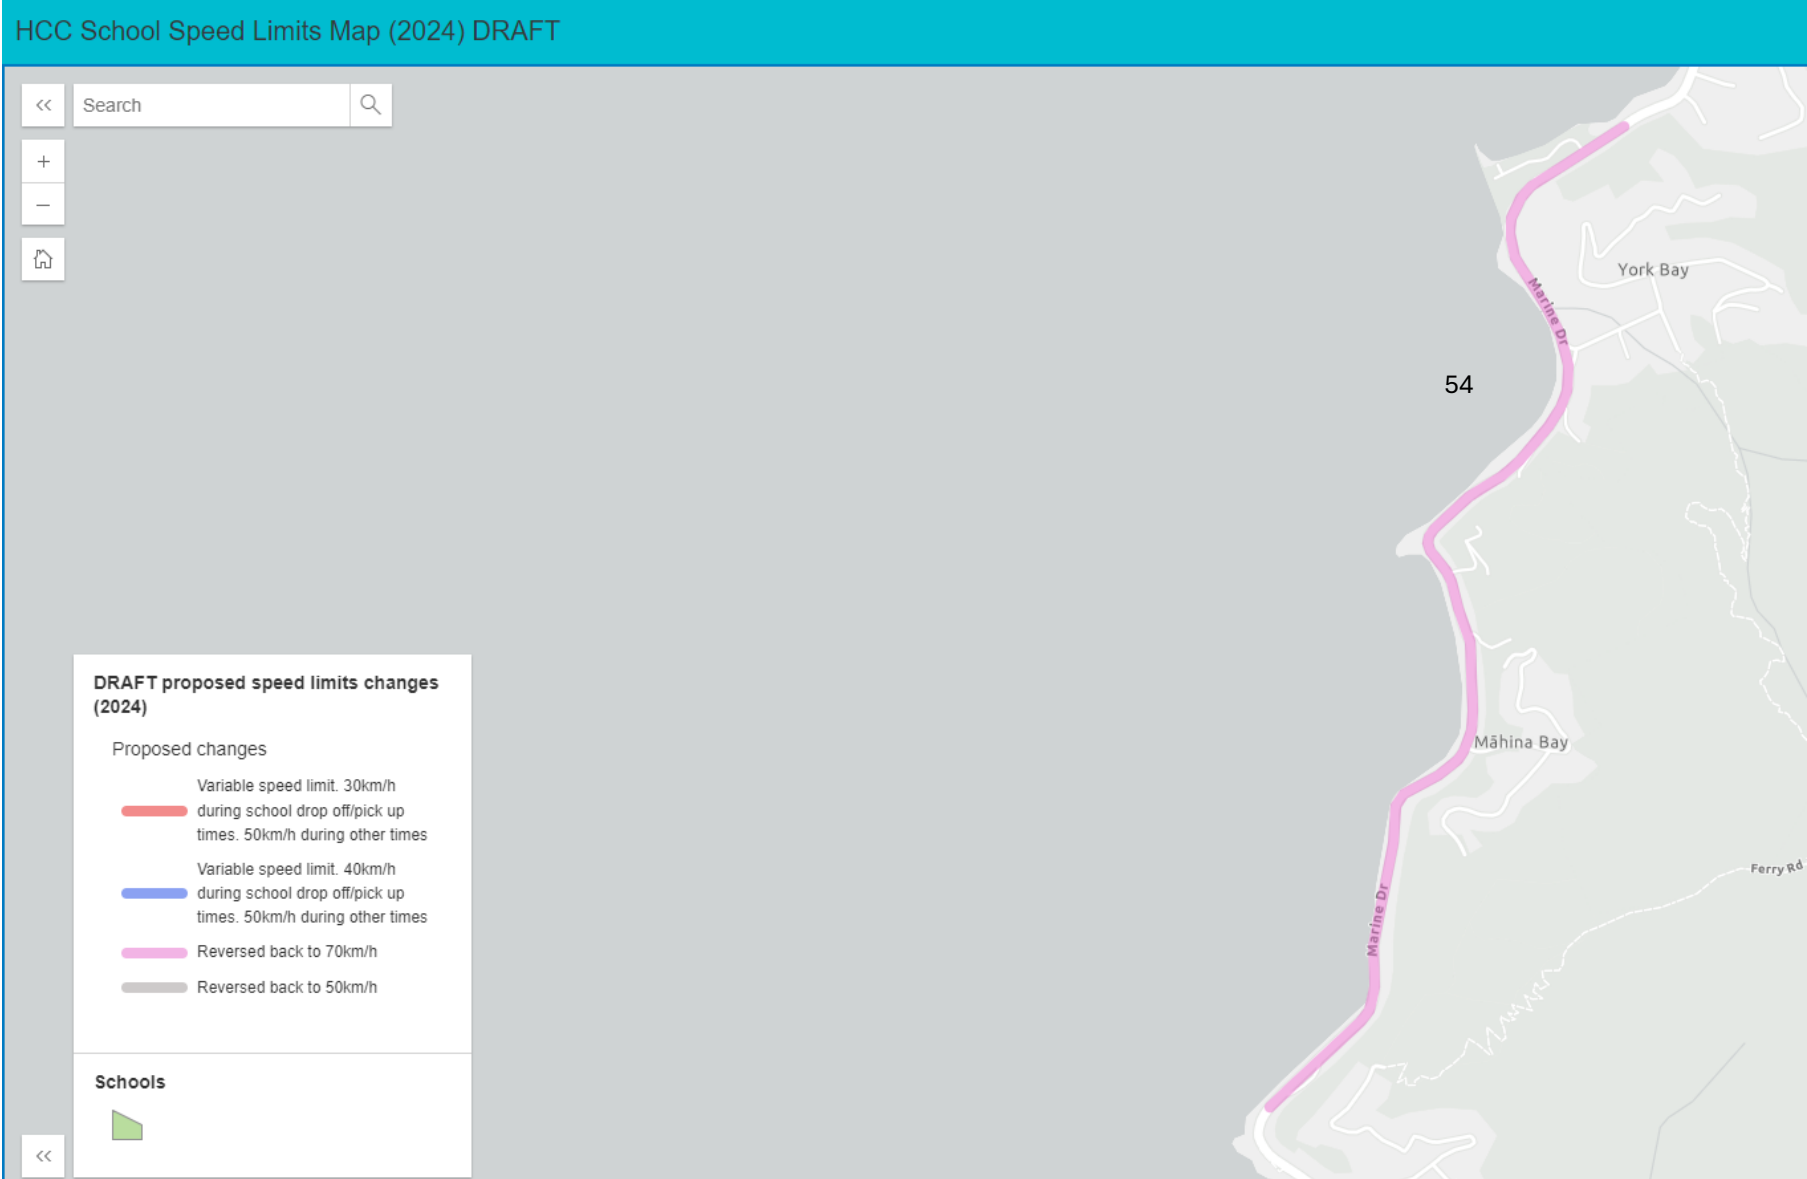 HCC School Speed Limits Map (2024) DRAFT
Search
York Bay
Marine Dr
54
DRAFT proposed speed limits changes
(2024)
Proposed changes
Māhina Bay
Variable speed limit. 30km/h
during school drop off/pick up
times. 50km/h during other times
Variable speed limit. 40km/h
during school drop off/pick up
times. 50km/h during other times
Ferry Rd
Marine Dr
Reversed back to 70km/h
Reversed back to 50km/h
Schools